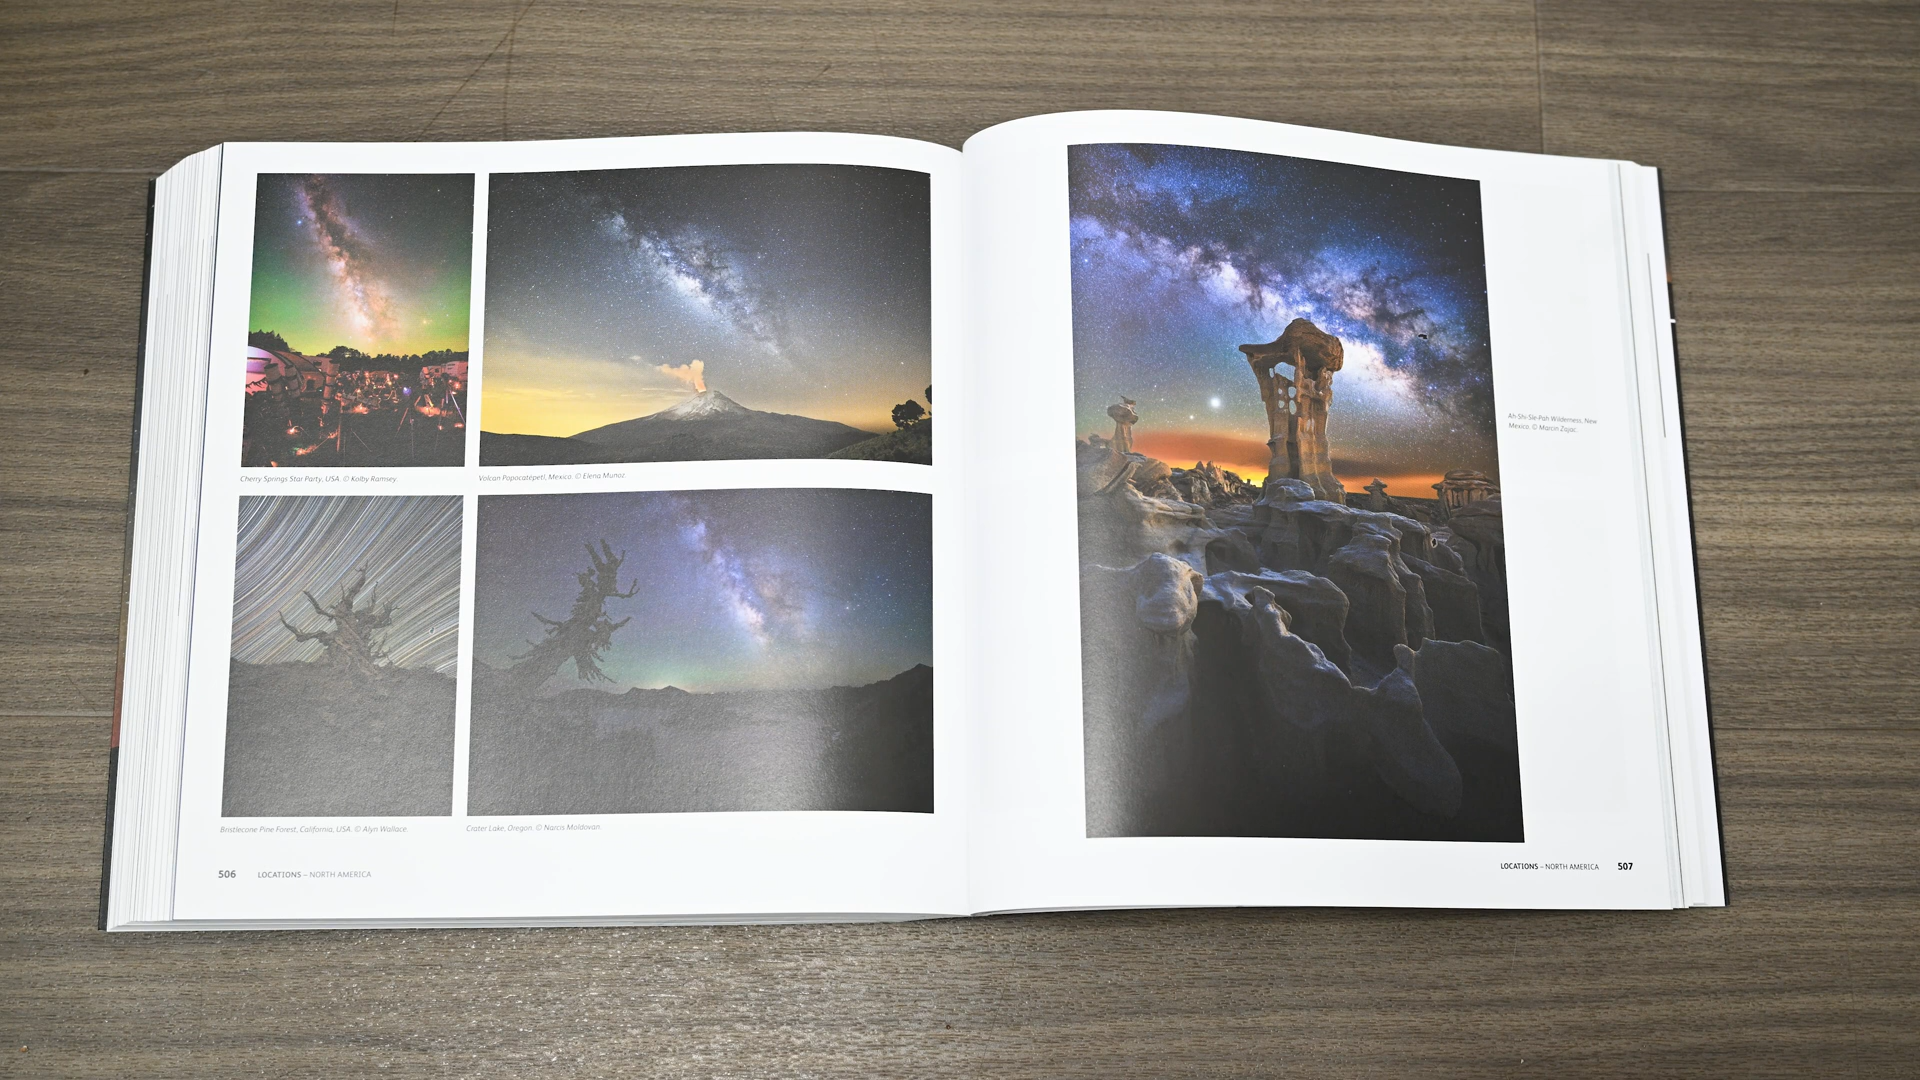 Cherry Springs Star Party, USA. © Kolby Ramsey.
Volcan Popocatépetl, Mexico. © Elena Munoz.
Bristlecone Pine Forest, California, USA. © Alyn Wallace.
Crater Lake, Oregon. © Narcis Moldovan.
506 LOCATIONS – NORTH AMERICA
Ah-Shi-Sle-Pah Wilderness, New
Mexico. © Marcin Zajac.
LOCATIONS – NORTH AMERICA 507